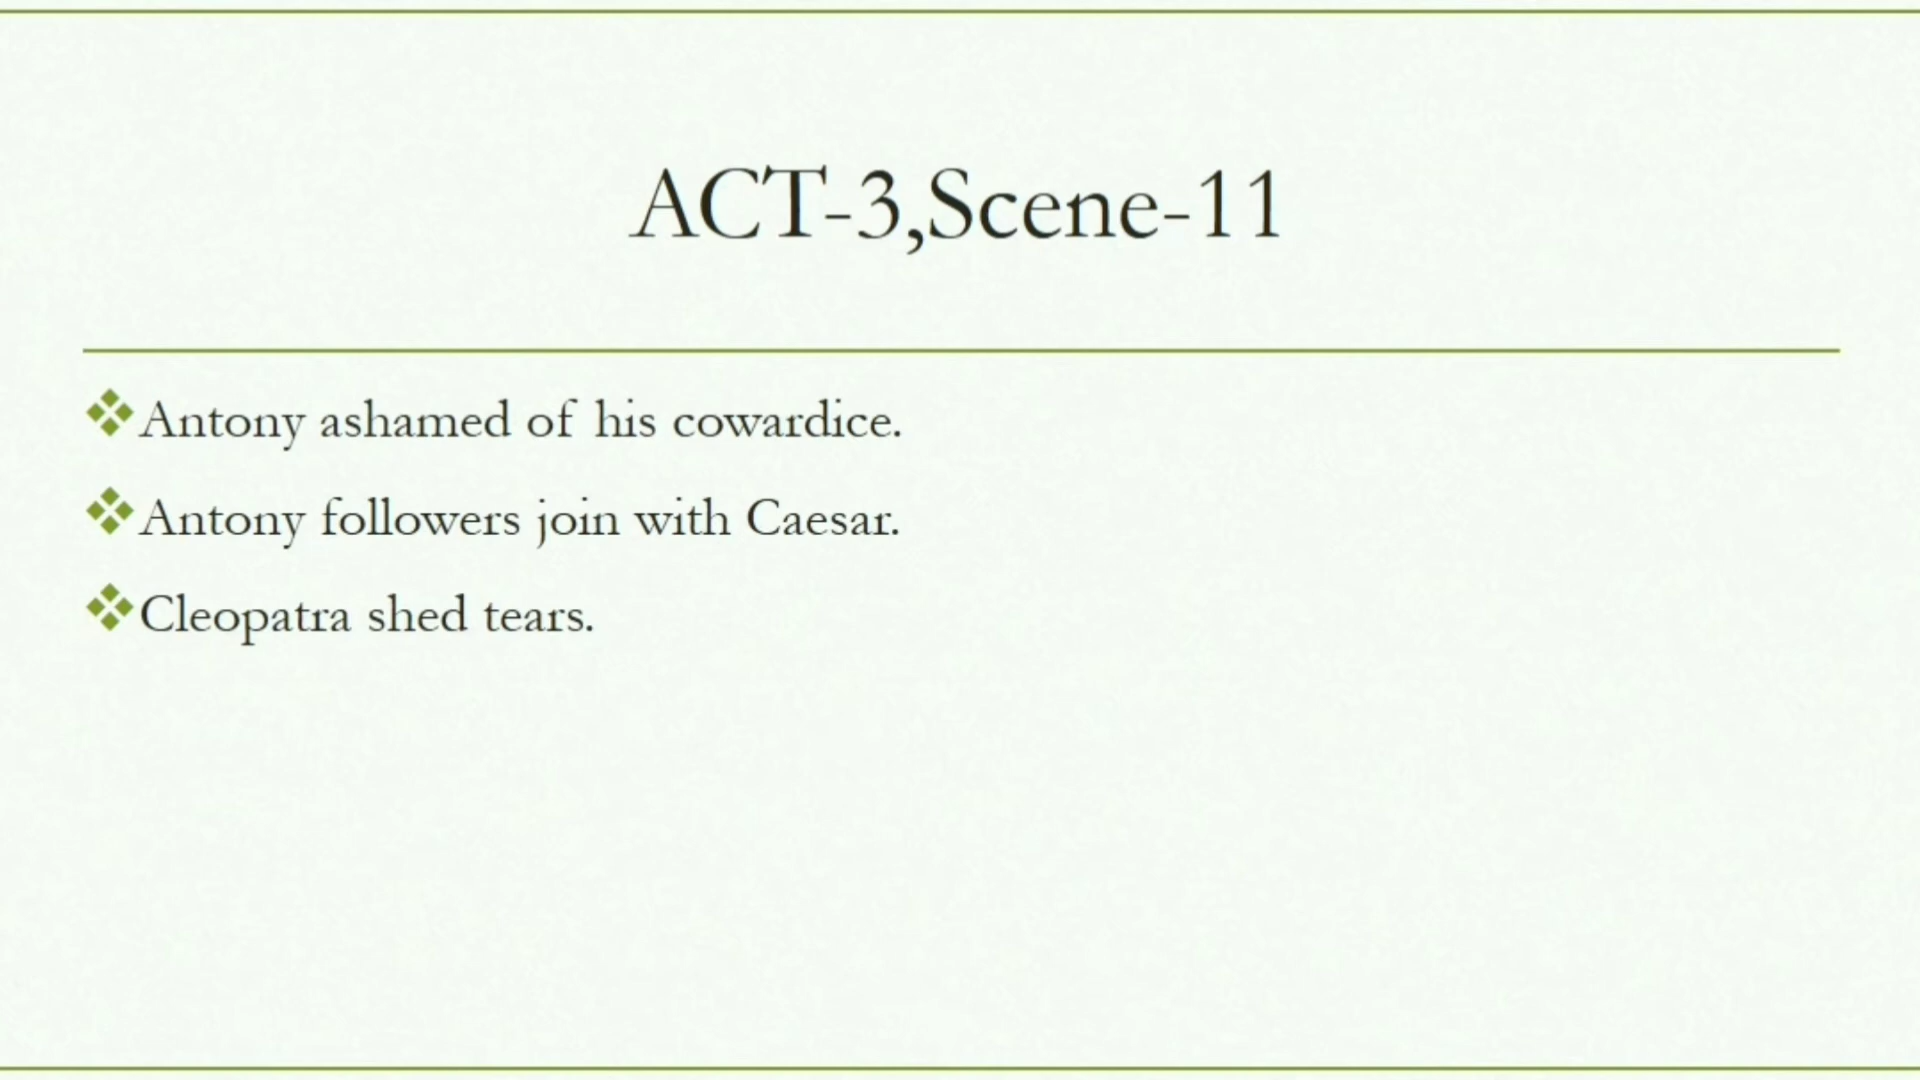 ACT-3,Scene-11
Antony ashamed of his cowardice.
Antony followers join with Caesar.
Cleopatra shed tears.